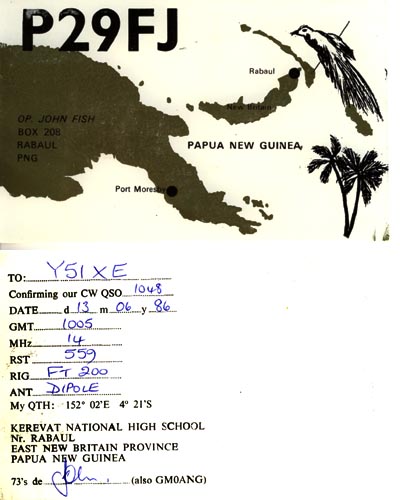 P29FJ
Rabaul
New Britain
OP. JOHN FISH
BOX 208
RABAUL
PNG
PAPUA NEW GUINEA
Port Moresby
TO: Y51XE
Confirming our CW QSO 1048
DATE d 13 m 06 y 86
GMT 1005
MHz 14
RST 559
RIG FT 200
ANT DIPOLE
My QTH: 152° 02'E 4° 21'S
KEREVAT NATIONAL HIGH SCHOOL
Nr. RABAUL
EAST NEW BRITAIN PROVINCE
PAPUA NEW GUINEA
73's de John. (also GM0ANG)